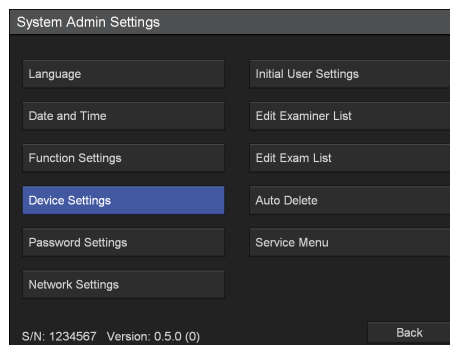 System Admin Settings
Language
Initial User Settings
Date and Time
Edit Examiner List
Function Settings
Edit Exam List
Device Settings
Auto Delete
Password Settings
Service Menu
Network Settings
S/N: 1234567 Version: 0.5.0 (0)
Back